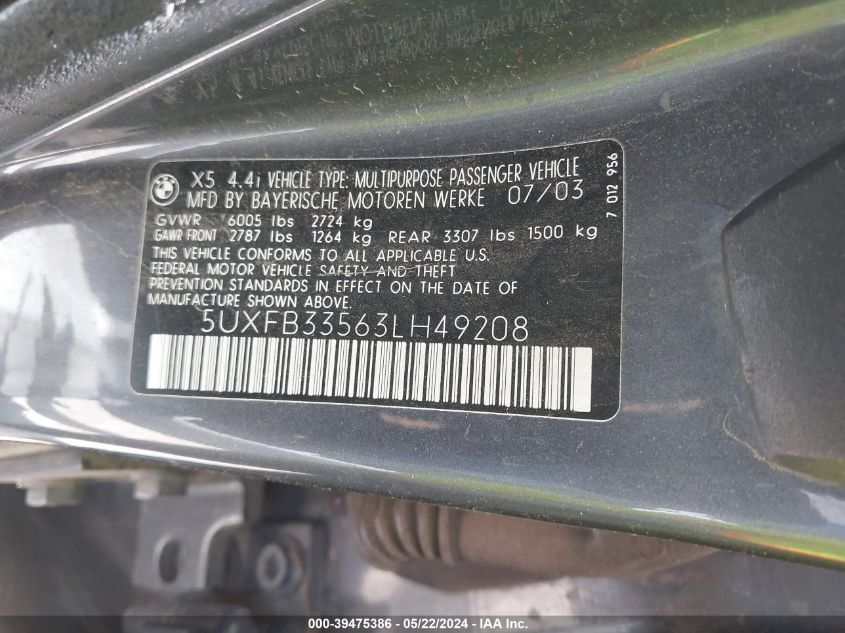 X5 4.4i VEHICLE TYPE: MULTIPURPOSE PASSENGER VEHICLE
MFD BY BAYERISCHE MOTOREN WERKE 07/03
GVWR 6005 lbs 2724 kg
GAWR FRONT 2787 lbs 1264 kg REAR 3307 lbs 1500 kg
THIS VEHICLE CONFORMS TO ALL APPLICABLE U.S.
FEDERAL MOTOR VEHICLE SAFETY AND THEFT
PREVENTION STANDARDS IN EFFECT ON THE DATE OF
MANUFACTURE SHOWN ABOVE.
5UXFB33563LH49208
7 012 956
000-39475386 - 05/22/2024 - IAA Inc.